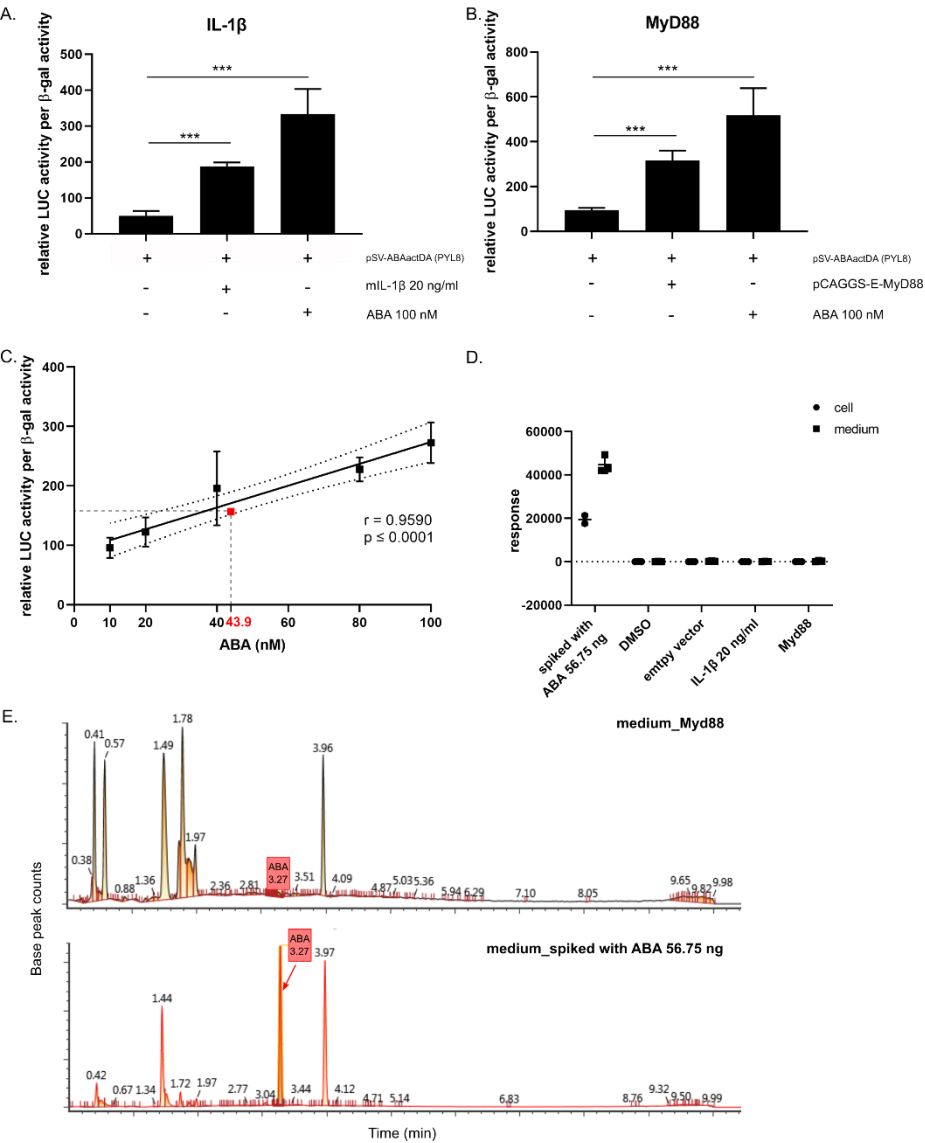 A.
IL-1β
relative LUC activity per β-gal activity
500
400
300
200
100
0
***
***
+ + + pSV-ABAactDA (PYL8)
- + - mIL-1β 20 ng/ml
- - + ABA 100 nM
B.
MyD88
relative LUC activity per β-gal activity
800
600
400
200
0
***
***
+ + + pSV-ABAactDA (PYL8)
- + - pCAGGS-E-MyD88
- - + ABA 100 nM
C.
relative LUC activity per β-gal activity
400
300
200
100
0
r = 0.9590
p ≤ 0.0001
0 10 20 40 43.9 60 80 100
ABA (nM)
D.
cell
medium
response
60000
40000
20000
0
-20000
spiked with
ABA 56.75 ng
DMSO
emtpy vector
IL-1β 20 ng/ml
Myd88
E.
medium_Myd88
Base peak counts
0.38 0.41 0.57 0.88 1.36 1.49 1.78 1.97 2.36 2.81
ABA
3.27
3.51 3.96 4.09 4.87 5.03 5.36 5.94 6.29 7.10 8.05 9.65 9.82 9.98
medium_spiked with ABA 56.75 ng
0.42 0.67 1.34 1.44 1.72 1.97 2.77 3.04
ABA
3.27
3.44 3.97 4.12 4.71 5.14 6.83 8.76 9.32 9.50 9.99
Time (min)